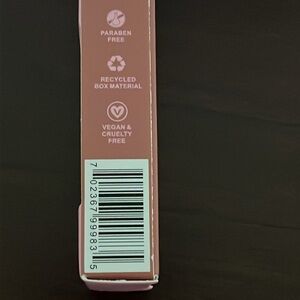 PARABEN
FREE
RECYCLED
BOX MATERIAL
VEGAN &
CRUELTY
FREE
7 02367 99983 5